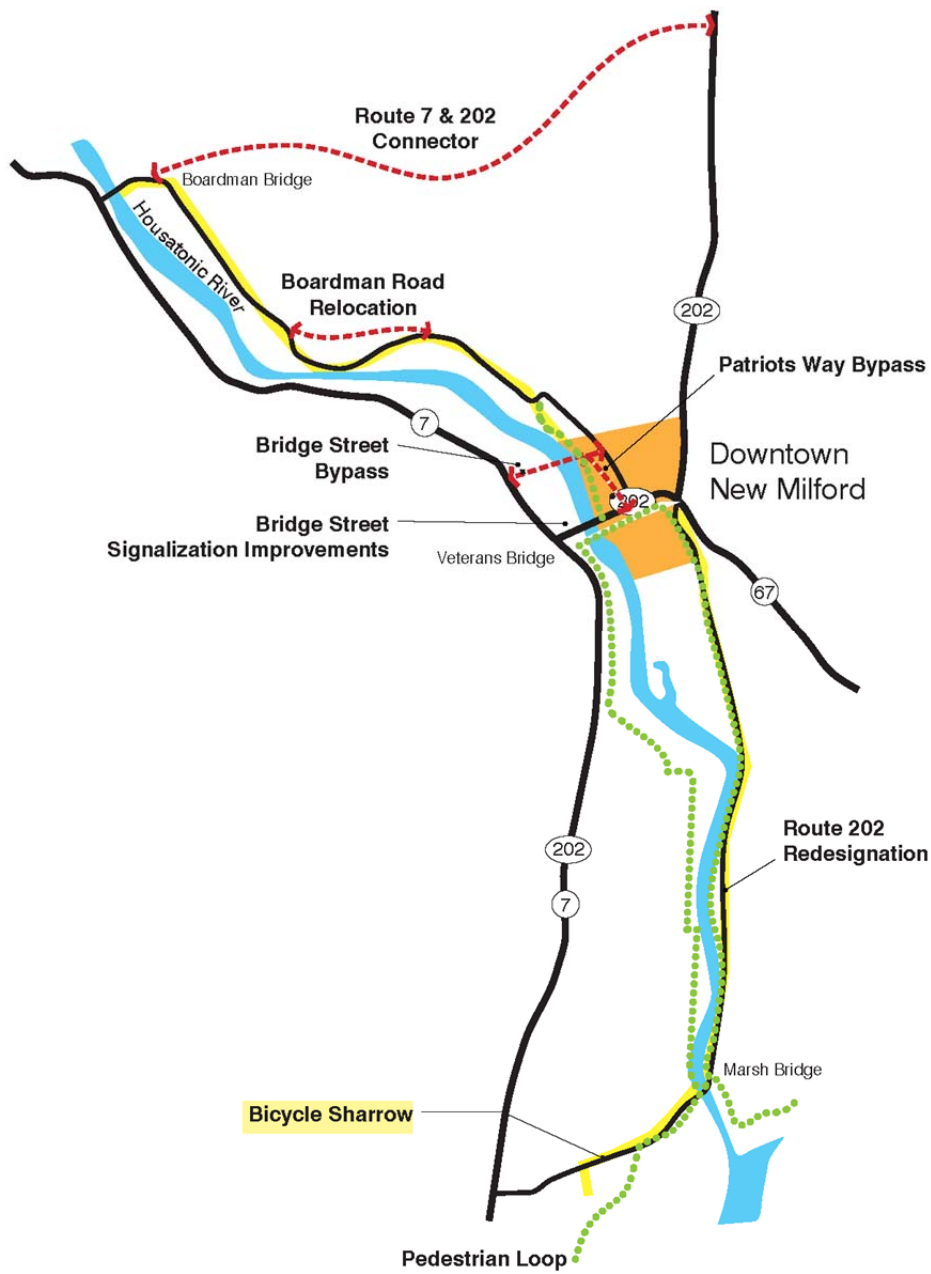 Route 7 & 202
Connector
Boardman Bridge
Housatonic River
Boardman Road
Relocation
202
Patriots Way Bypass
7
Bridge Street
Bypass
Downtown
New Milford
202
Bridge Street
Signalization Improvements
Veterans Bridge
67
Route 202
Redesignation
202
7
Marsh Bridge
Bicycle Sharrow
Pedestrian Loop